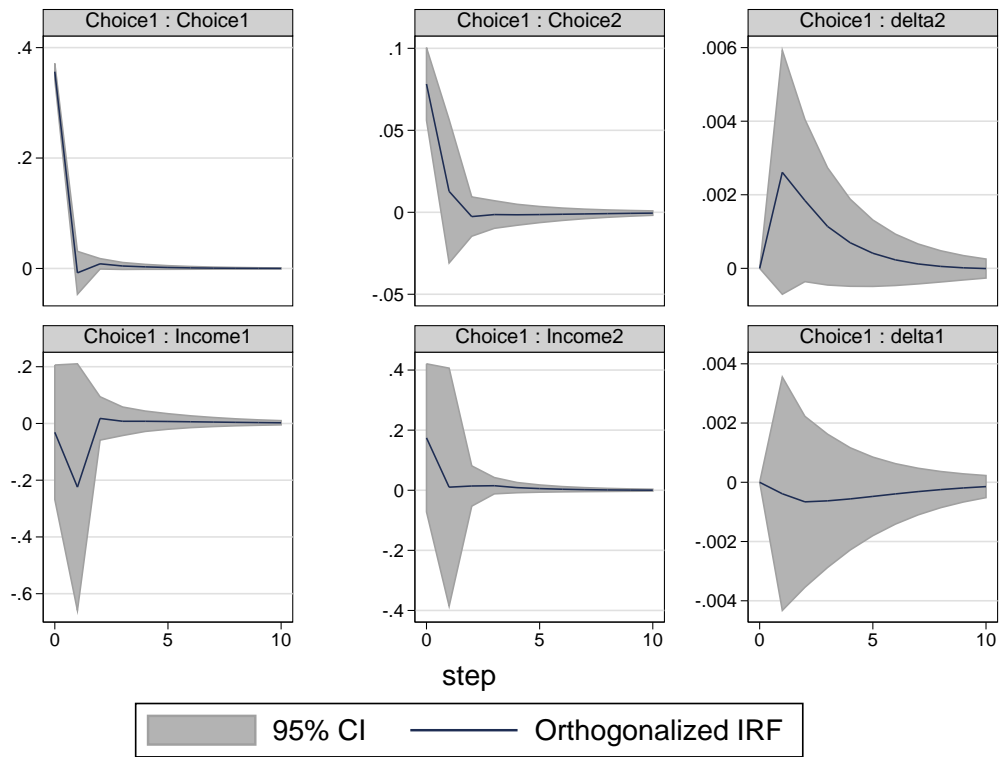 Choice1 : Choice1
.4
.2
0
Choice1 : Choice2
.1
.05
0
-.05
Choice1 : delta2
.006
.004
.002
0
Choice1 : Income1
.2
0
-.2
-.4
-.6
0 5 10
Choice1 : Income2
.4
.2
0
-.2
-.4
0 5 10
Choice1 : delta1
.004
.002
0
-.002
-.004
0 5 10
step
95% CI Orthogonalized IRF